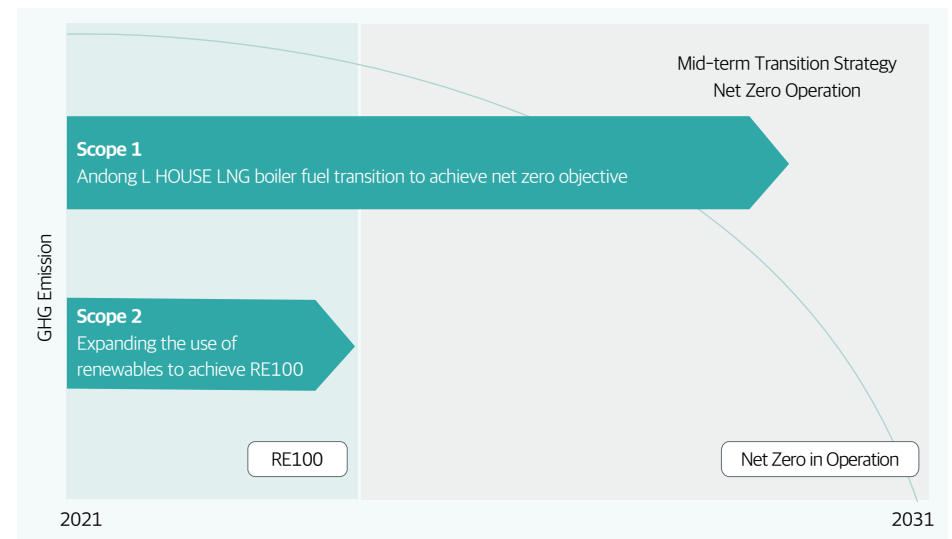 Mid-term Transition Strategy
Net Zero Operation
Scope 1
Andong L HOUSE LNG boiler fuel transition to achieve net zero objective
GHG Emission
Scope 2
Expanding the use of
renewables to achieve RE100
RE100
Net Zero in Operation
2021
2031